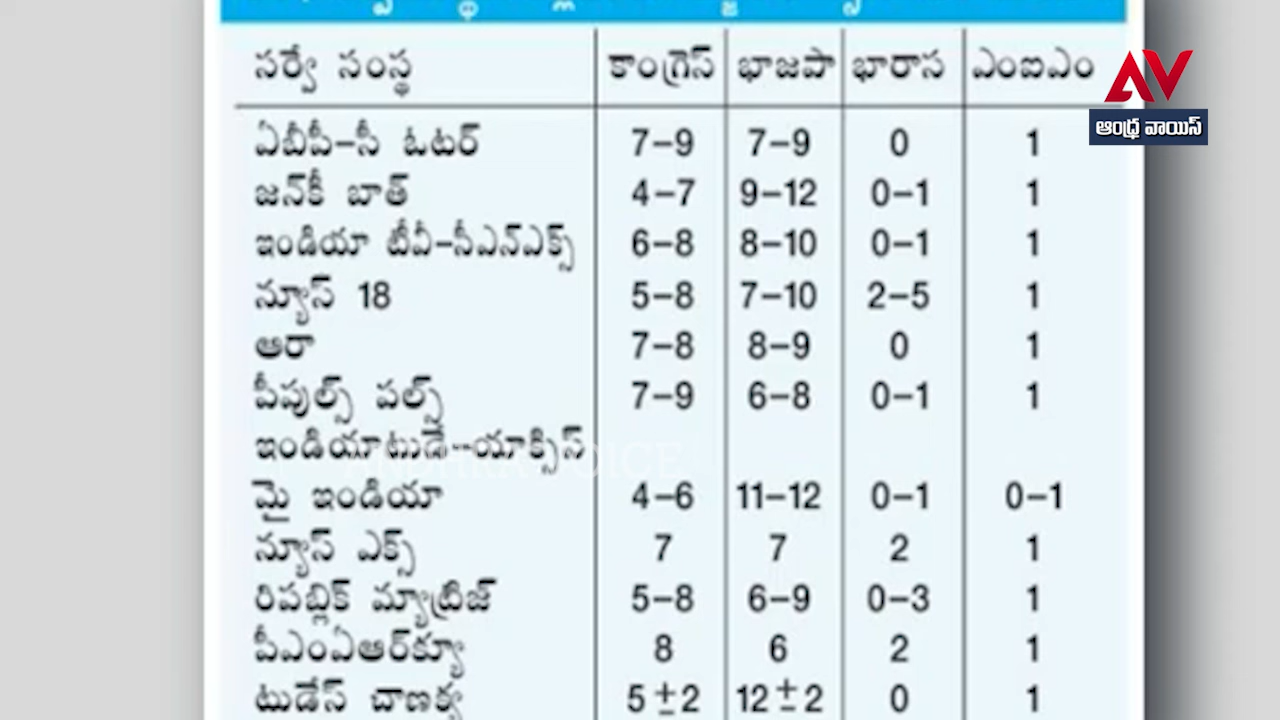 సర్వే సంస్థ కాంగ్రెస్ భాజపా భారాస ఎంఐఎం
AV
ఆంధ్ర వాయిస్
ఏబీపీ-సీ ఓటర్ 7-9 7-9 0 1
జన్‌కీ బాత్ 4-7 9-12 0-1 1
ఇండియా టీవీ-సీఎన్ఎక్స్ 6-8 8-10 0-1 1
న్యూస్ 18 5-8 7-10 2-5 1
ఆరా 7-8 8-9 0 1
పీపుల్స్ పల్స్ 7-9 6-8 0-1 1
ఇండియాటుడే-యాక్సిస్
మై ఇండియా 4-6 11-12 0-1 0-1
న్యూస్ ఎక్స్ 7 7 2 1
రిపబ్లిక్ మ్యాట్రిజ్ 5-8 6-9 0-3 1
పీఎంఏఆర్‌క్యూ 8 6 2 1
టుడేస్ చాణక్య 5±2 12±2 0 1
ANDHRA VOICE